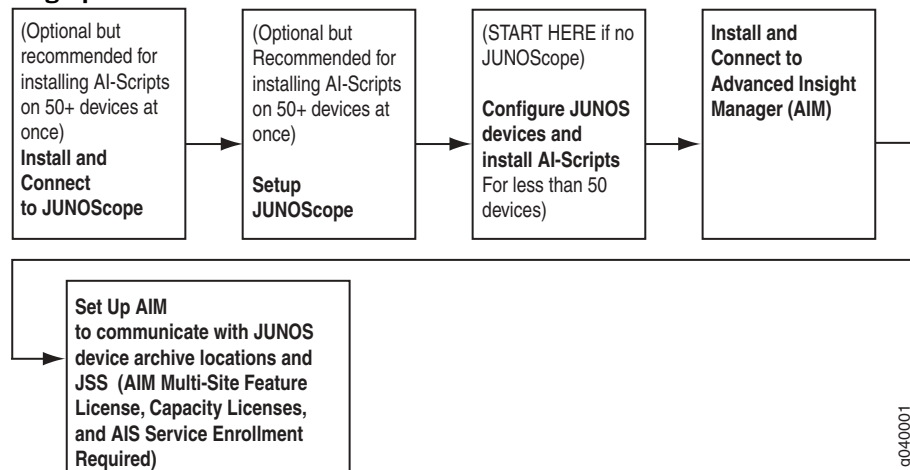 (Optional but
recommended for
installing AI-Scripts
on 50+ devices at
once)
Install and
Connect
to JUNOScope
(Optional but
Recommended for
installing AI-Scripts
on 50+ devices at
once)
Setup
JUNOScope
(START HERE if no
JUNOScope)
Configure JUNOS
devices and
install AI-Scripts
For less than 50
devices)
Install and
Connect to
Advanced Insight
Manager (AIM)
Set Up AIM
to communicate with JUNOS
device archive locations and
JSS (AIM Multi-Site Feature
License, Capacity Licenses,
and AIS Service Enrollment
Required)
g040001